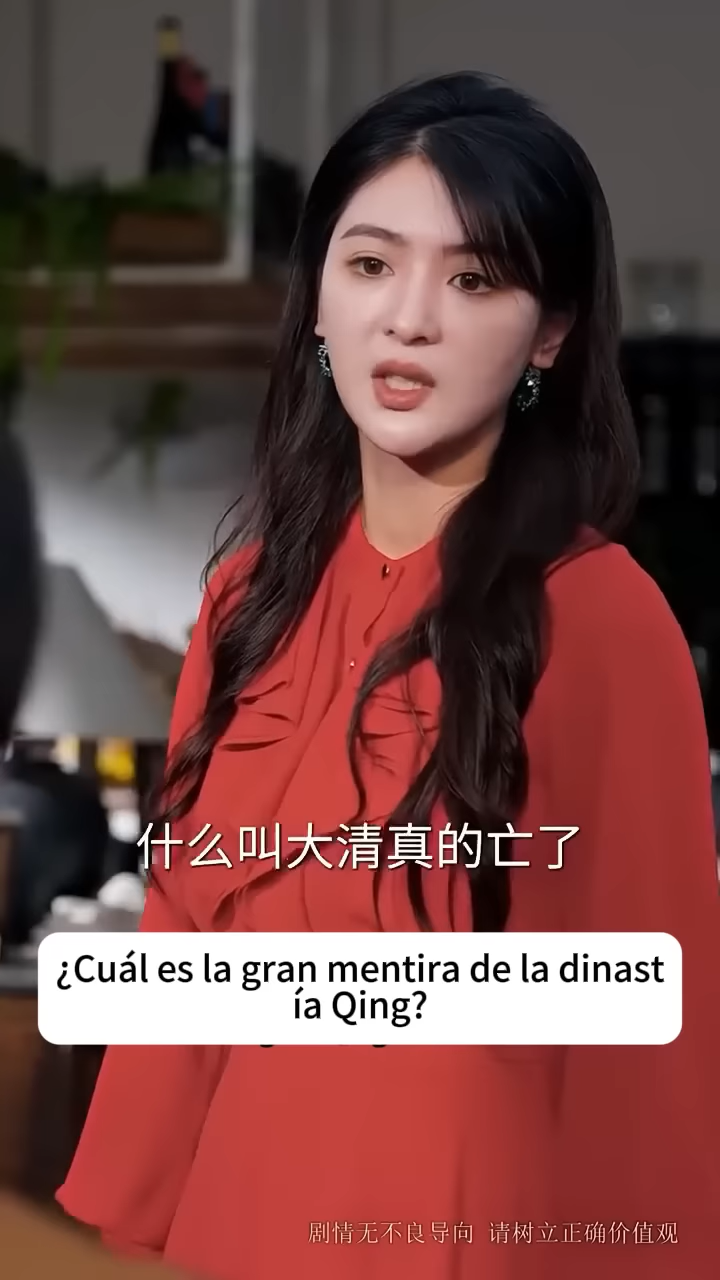 什么叫大清真的亡了
¿Cuál es la gran mentira de la dinast
ía Qing?
剧情无不良导向 请树立正确价值观